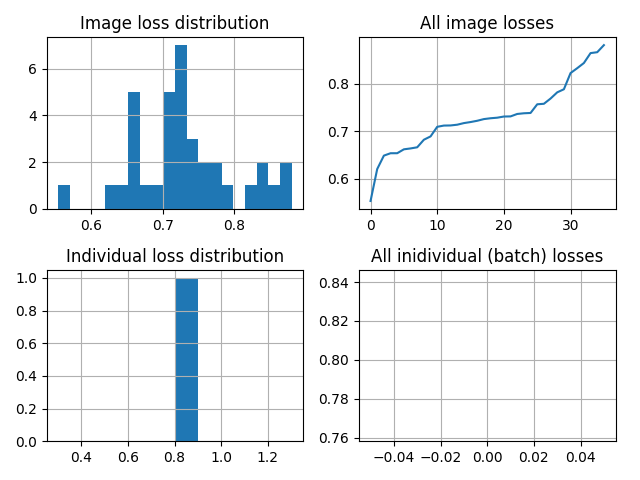 Image loss distribution
6
4
2
0
0.6 0.7 0.8
All image losses
0.8
0.7
0.6
0 10 20 30
Individual loss distribution
1.0
0.8
0.6
0.4
0.2
0.0
0.4 0.6 0.8 1.0 1.2
All inidividual (batch) losses
0.84
0.82
0.80
0.78
0.76
−0.04 −0.02 0.00 0.02 0.04